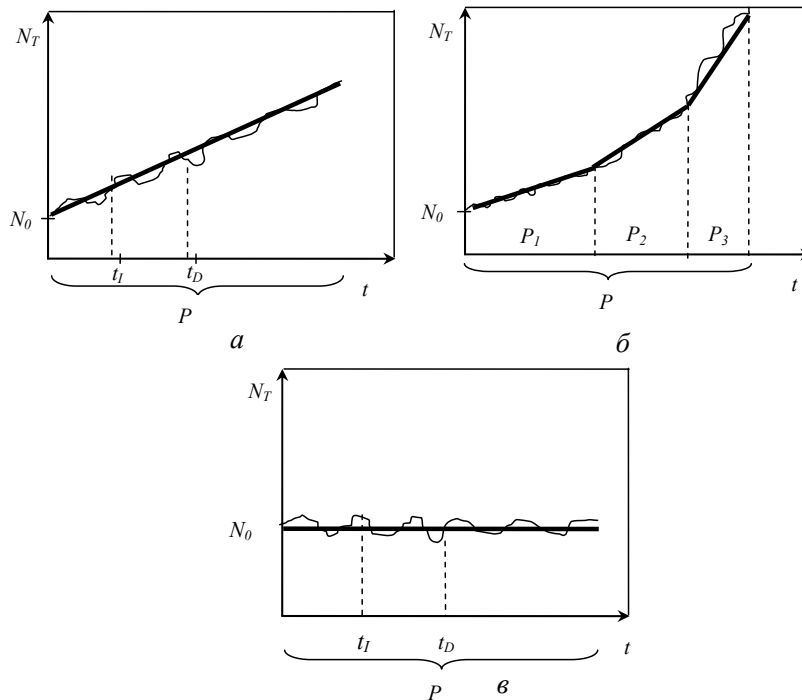 N_T
N_0
t_I
t_D
t
P
а
N_T
N_0
P_1
P_2
P_3
t
P
б
N_T
N_0
t_I
t_D
t
P
в